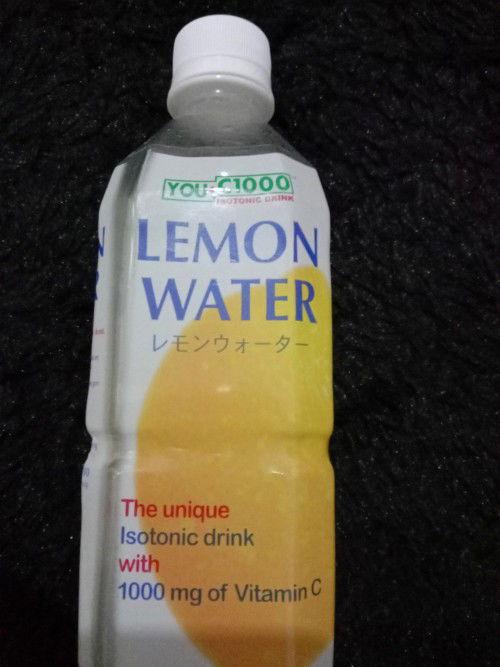 YOU·C1000
ISOTONIC DRINK
LEMON
WATER
レモンウォーター
The unique
Isotonic drink
with
1000 mg of Vitamin C